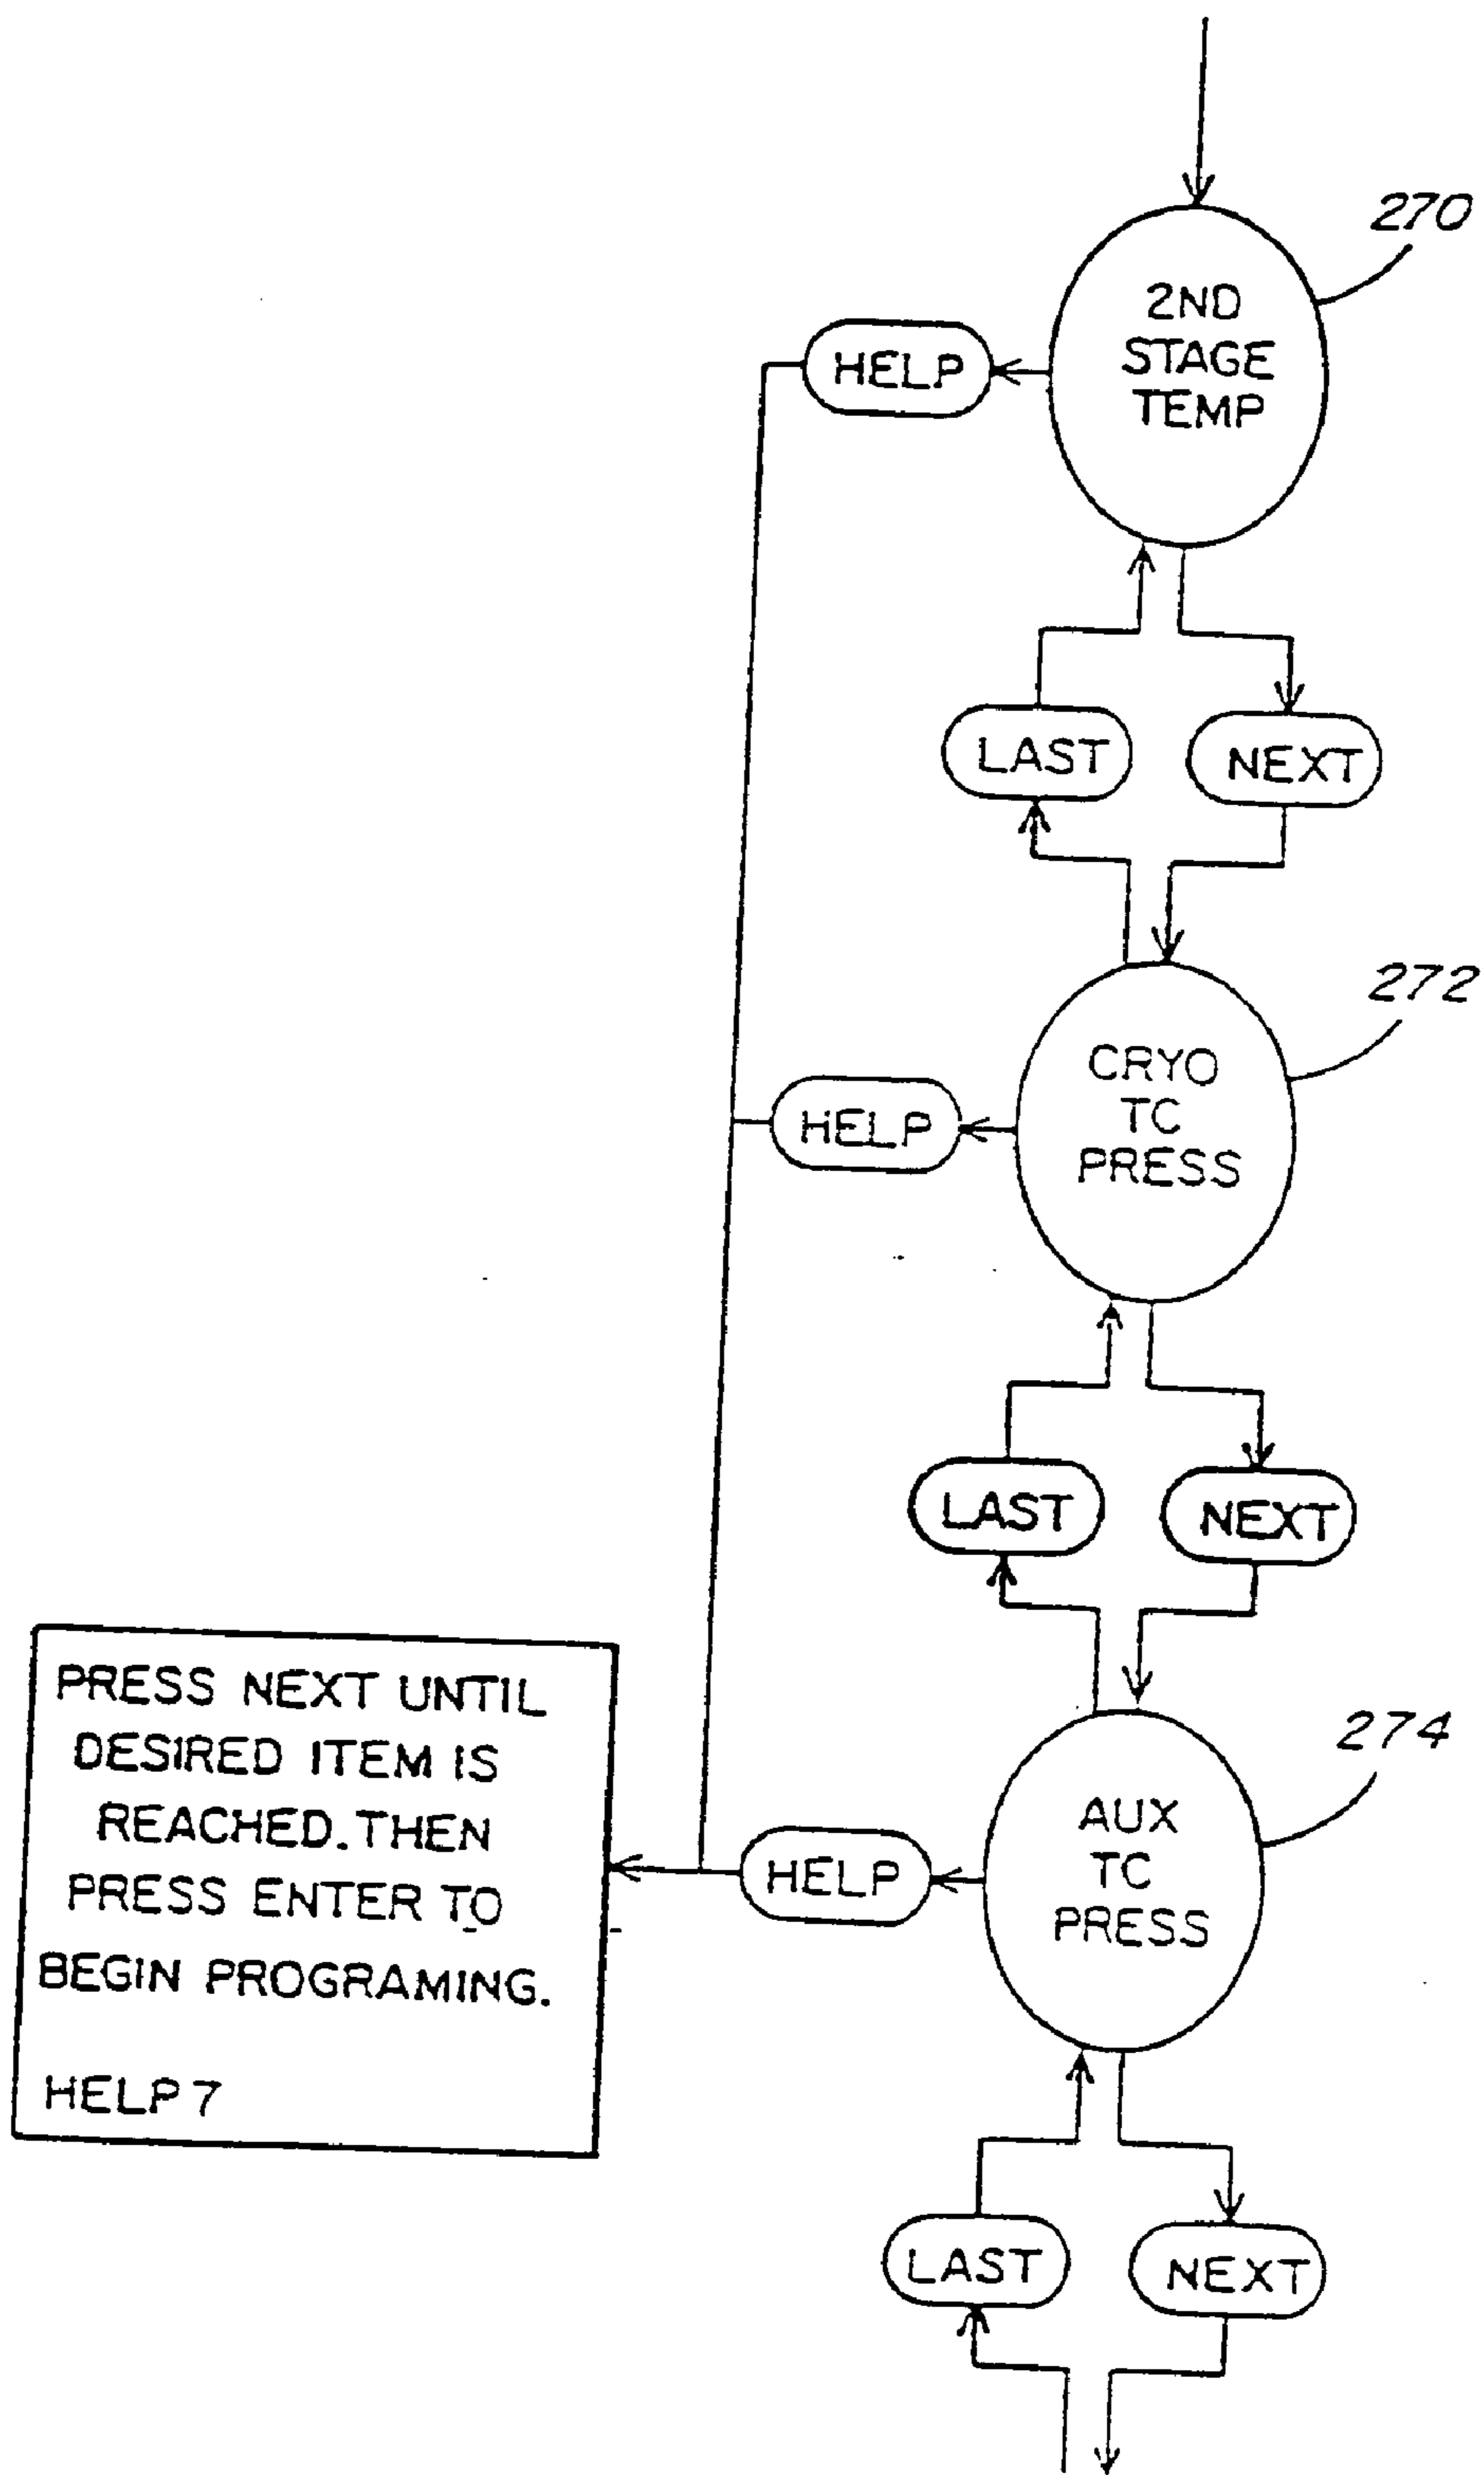 270
2ND
STAGE
TEMP
HELP
LAST
NEXT
272
CRYO
TC
PRESS
HELP
LAST
NEXT
274
AUX
TC
PRESS
HELP
PRESS NEXT UNTIL
DESIRED ITEM IS
REACHED. THEN
PRESS ENTER TO
BEGIN PROGRAMING.
HELP 7
LAST
NEXT